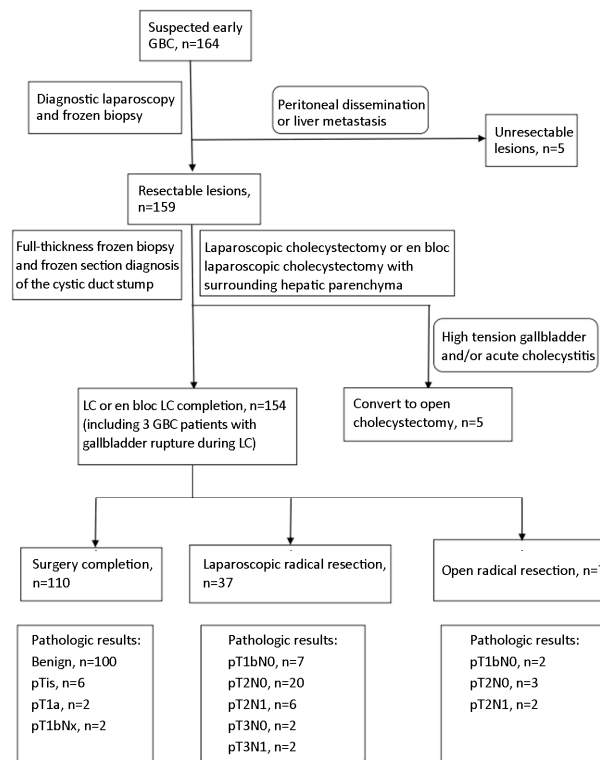 Suspected early
GBC, n=164
Diagnostic laparoscopy
and frozen biopsy
Peritoneal dissemination
or liver metastasis
Unresectable
lesions, n=5
Resectable lesions,
n=159
Full-thickness frozen biopsy
and frozen section diagnosis
of the cystic duct stump
Laparoscopic cholecystectomy or en bloc
laparoscopic cholecystectomy with
surrounding hepatic parenchyma
High tension gallbladder
and/or acute cholecystitis
LC or en bloc LC completion, n=154
(including 3 GBC patients with
gallbladder rupture during LC)
Convert to open
cholecystectomy, n=5
Surgery completion,
n=110
Laparoscopic radical resection,
n=37
Open radical resection,
Pathologic results:
Benign, n=100
pTis, n=6
pT1a, n=2
pT1bNx, n=2
Pathologic results:
pT1bN0, n=7
pT2N0, n=20
pT2N1, n=6
pT3N0, n=2
pT3N1, n=2
Pathologic results:
pT1bN0, n=2
pT2N0, n=3
pT2N1, n=2